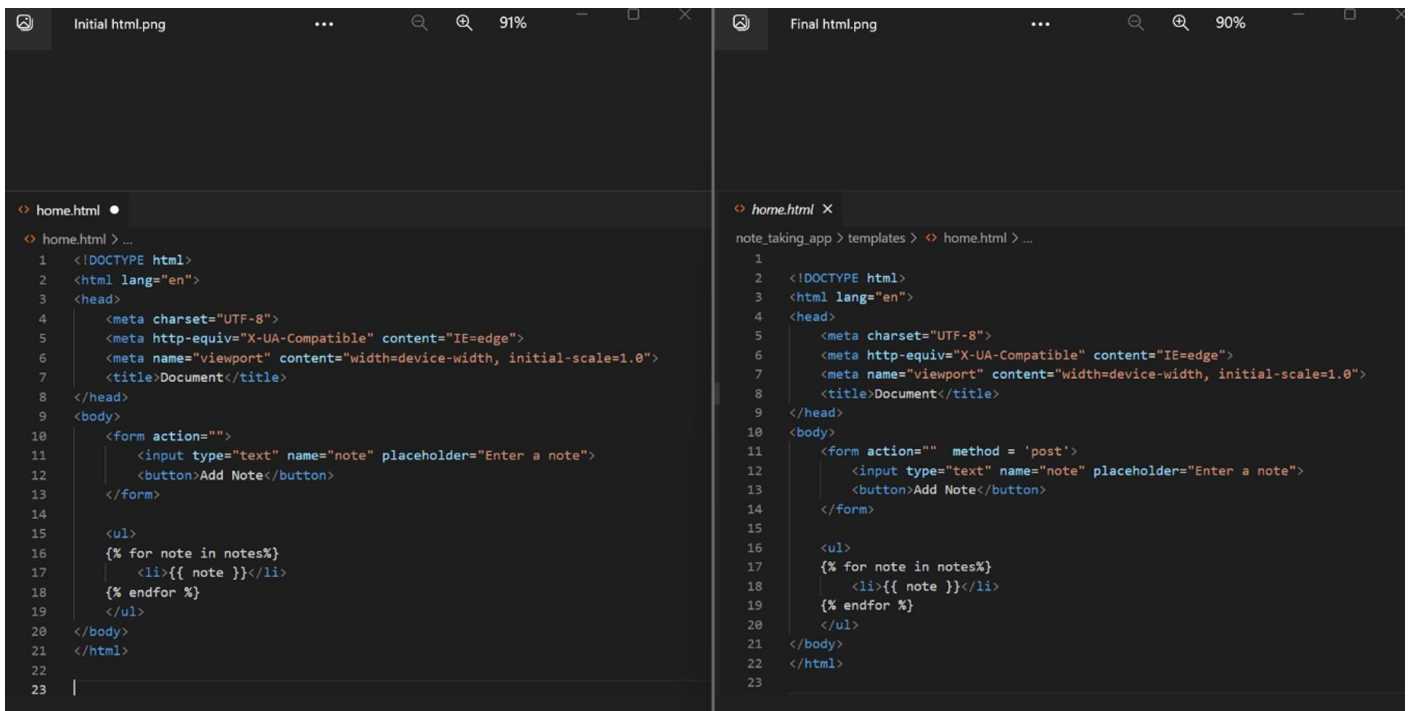 Initial html.png ... 91%
home.html
home.html > ...
1 <!DOCTYPE html>
2 <html lang="en">
3 <head>
4 <meta charset="UTF-8">
5 <meta http-equiv="X-UA-Compatible" content="IE=edge">
6 <meta name="viewport" content="width=device-width, initial-scale=1.0">
7 <title>Document</title>
8 </head>
9 <body>
10 <form action="">
11 <input type="text" name="note" placeholder="Enter a note">
12 <button>Add Note</button>
13 </form>
14
15 <ul>
16 {% for note in notes%}
17 <li>{{ note }}</li>
18 {% endfor %}
19 </ul>
20 </body>
21 </html>
22
23
Final html.png ... 90%
home.html
note_taking_app > templates > home.html > ...
1
2 <!DOCTYPE html>
3 <html lang="en">
4 <head>
5 <meta charset="UTF-8">
6 <meta http-equiv="X-UA-Compatible" content="IE=edge">
7 <meta name="viewport" content="width=device-width, initial-scale=1.0">
8 <title>Document</title>
9 </head>
10 <body>
11 <form action=""  method = 'post'>
12 <input type="text" name="note" placeholder="Enter a note">
13 <button>Add Note</button>
14 </form>
15
16 <ul>
17 {% for note in notes%}
18 <li>{{ note }}</li>
19 {% endfor %}
20 </ul>
21 </body>
22 </html>
23